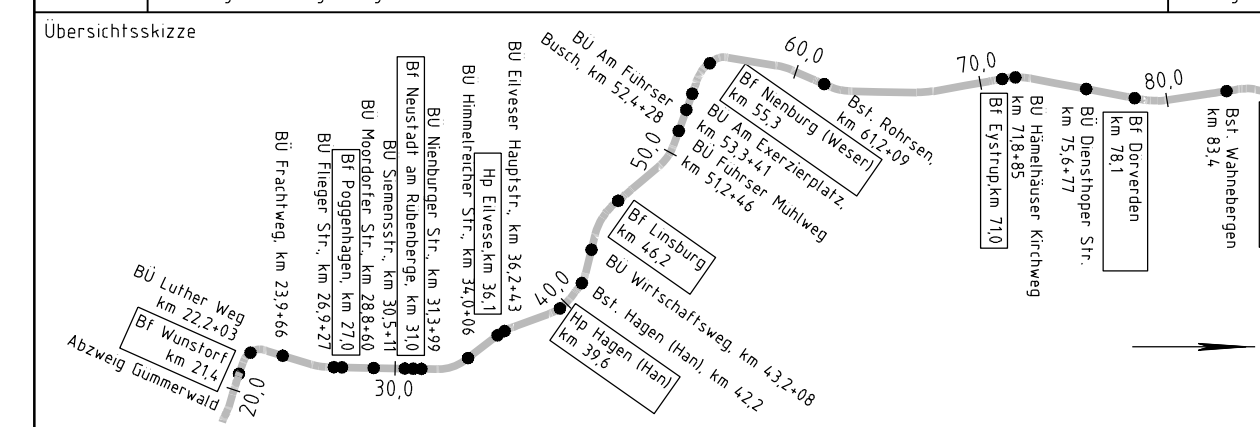 Übersichtsskizze
Abzweig Gummerwald
20,0
Bf Wunstorf
km 21,4
BÜ Luther Weg
km 22,2+03
BÜ Frachtweg, km 23,9+66
BÜ Flieger Str., km 26,9+27
Bf Poggenhagen, km 27,0
BÜ Moordorfer Str., km 28,8+60
30,0
BÜ Siemensstr., km 30,5+11
Bf Neustadt am Rübenberge, km 31,0
BÜ Nienburger Str., km 31,3+99
BÜ Himmelreicher Str., km 34,0+06
Hp Eilvese,km 36,1
BÜ Eilveser Hauptstr., km 36,2+43
Hp Hagen (Han)
km 39,6
40,0
Bst. Hagen (Han), km 42,2
BÜ Wirtschaftsweg, km 43,2+08
Bf Linsburg
km 46,2
50,0
BÜ Führser Mühlweg
km 51,2+46
BÜ Am Führser
Busch, km 52,4+28
BÜ Am Exerzierplatz,
km 53,3+41
Bf Nienburg (Weser)
km 55,3
60,0
Bst. Rohrsen,
km 61,2+09
70,0
Bf Eystrup,km 71,0
BÜ Hämelhäuser Kirchweg
km 71,8+85
BÜ Diensthoper Str.
km 75,6+77
Bf Dorverden
km 78,1
80,0
Bst. Wahnebergen
km 83,4